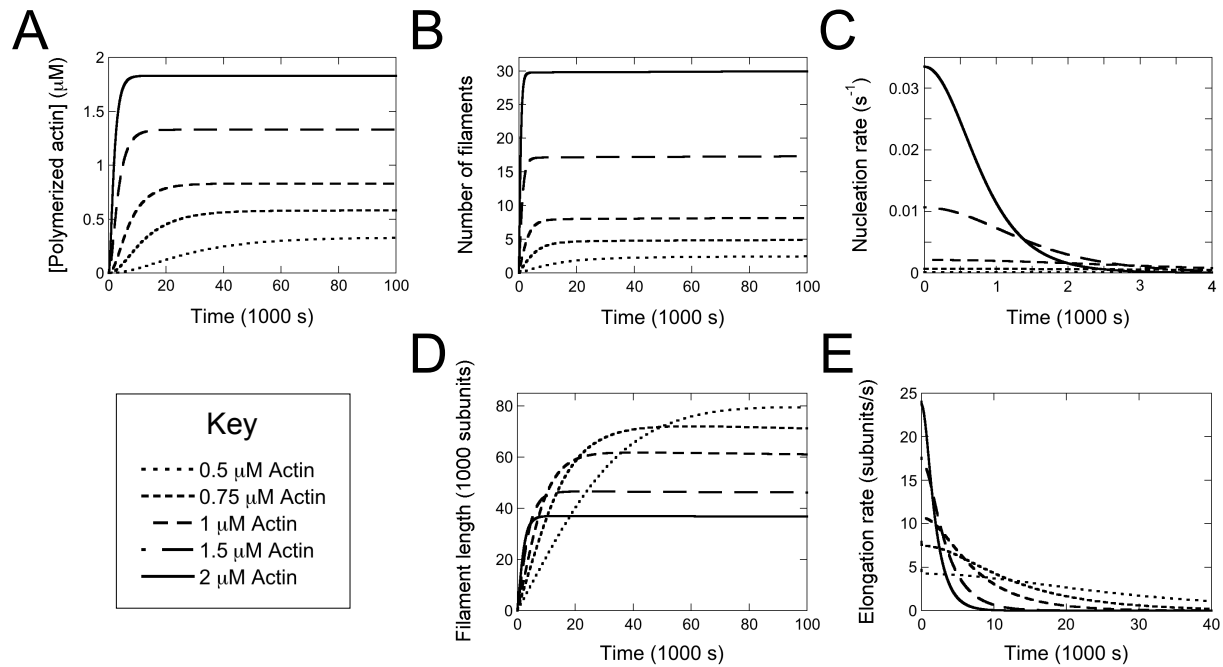 A
B
C
[Polymerized actin] (μM)
2
1.5
1
0.5
0
0 20 40 60 80 100
Time (1000 s)
Number of filaments
30
25
20
15
10
5
0
0 20 40 60 80 100
Time (1000 s)
Nucleation rate (s⁻¹)
0.03
0.02
0.01
0
0 1 2 3 4
Time (1000 s)
D
E
Key
0.5 μM Actin
0.75 μM Actin
1 μM Actin
1.5 μM Actin
2 μM Actin
Filament length (1000 subunits)
80
60
40
20
0
0 20 40 60 80 100
Time (1000 s)
Elongation rate (subunits/s)
25
20
15
10
5
0
0 10 20 30 40
Time (1000 s)